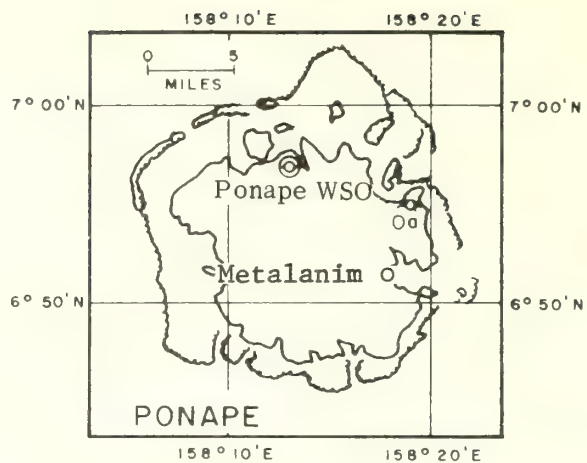 158° 10'E 158° 20'E
0 5
MILES
7° 00'N 7° 00'N
Ponape WSO
Oa
Metalanim
6° 50'N 6° 50'N
PONAPE
158° 10'E 158° 20'E